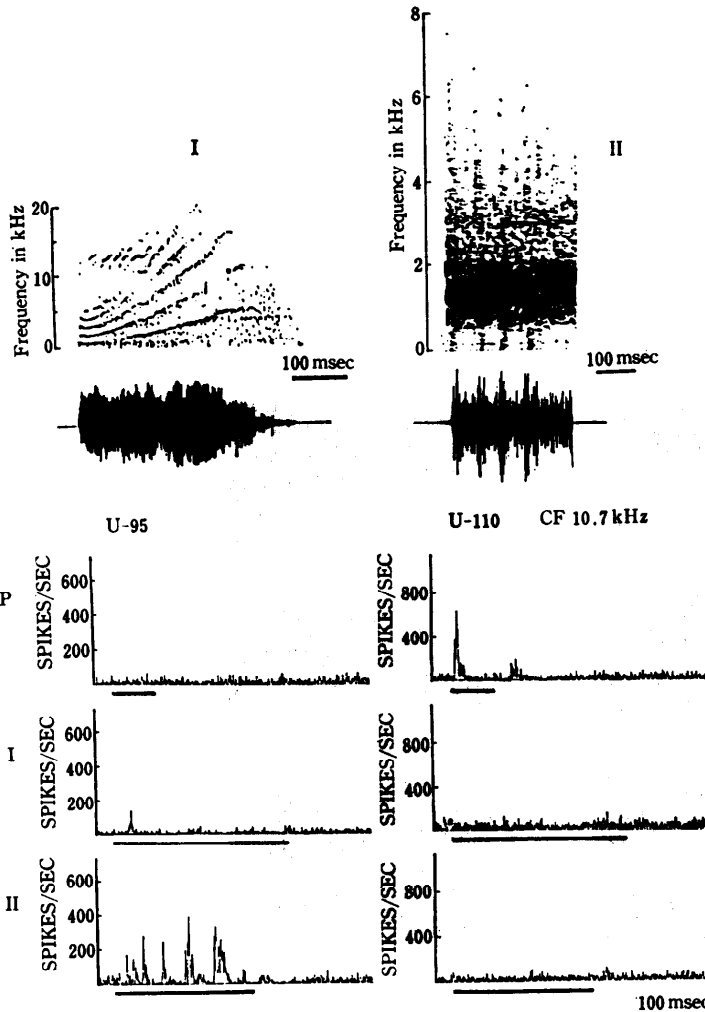 I
Frequency in kHz
20
10
0
100 msec
II
Frequency in kHz
8
6
4
2
0
100 msec
U-95
U-110 CF 10.7 kHz
P
SPIKES/SEC
600
400
200
SPIKES/SEC
800
400
I
SPIKES/SEC
600
400
200
SPIKES/SEC
800
400
II
SPIKES/SEC
600
400
200
SPIKES/SEC
800
400
100 msec